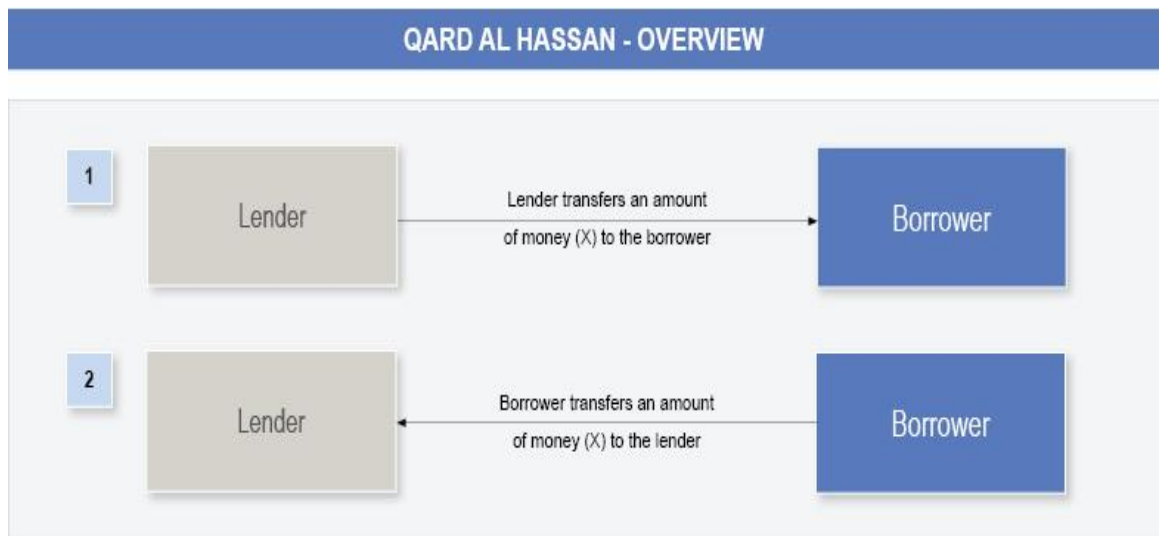 QARD AL HASSAN - OVERVIEW
1
Lender
Lender transfers an amount
of money (X) to the borrower
Borrower
2
Lender
Borrower transfers an amount
of money (X) to the lender
Borrower